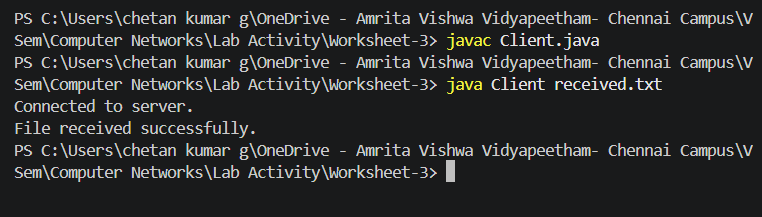 PS C:\Users\chetan kumar g\OneDrive - Amrita Vishwa Vidyapeetham- Chennai Campus\V
Sem\Computer Networks\Lab Activity\Worksheet-3> javac Client.java
PS C:\Users\chetan kumar g\OneDrive - Amrita Vishwa Vidyapeetham- Chennai Campus\V
Sem\Computer Networks\Lab Activity\Worksheet-3> java Client received.txt
Connected to server.
File received successfully.
PS C:\Users\chetan kumar g\OneDrive - Amrita Vishwa Vidyapeetham- Chennai Campus\V
Sem\Computer Networks\Lab Activity\Worksheet-3>